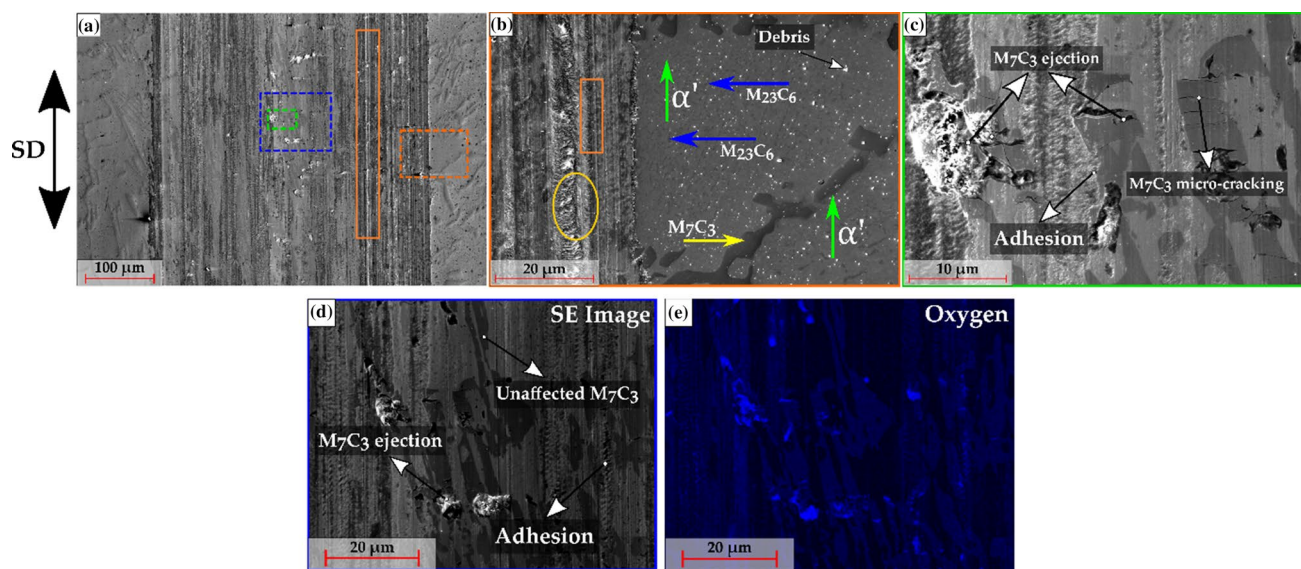 (a)
SD
100 µm
(b)
Debris
α'
M23C6
M23C6
M7C3
α'
20 µm
(c)
M7C3 ejection
M7C3 micro-cracking
Adhesion
10 µm
(d)
SE Image
Unaffected M7C3
M7C3 ejection
Adhesion
20 µm
(e)
Oxygen
20 µm